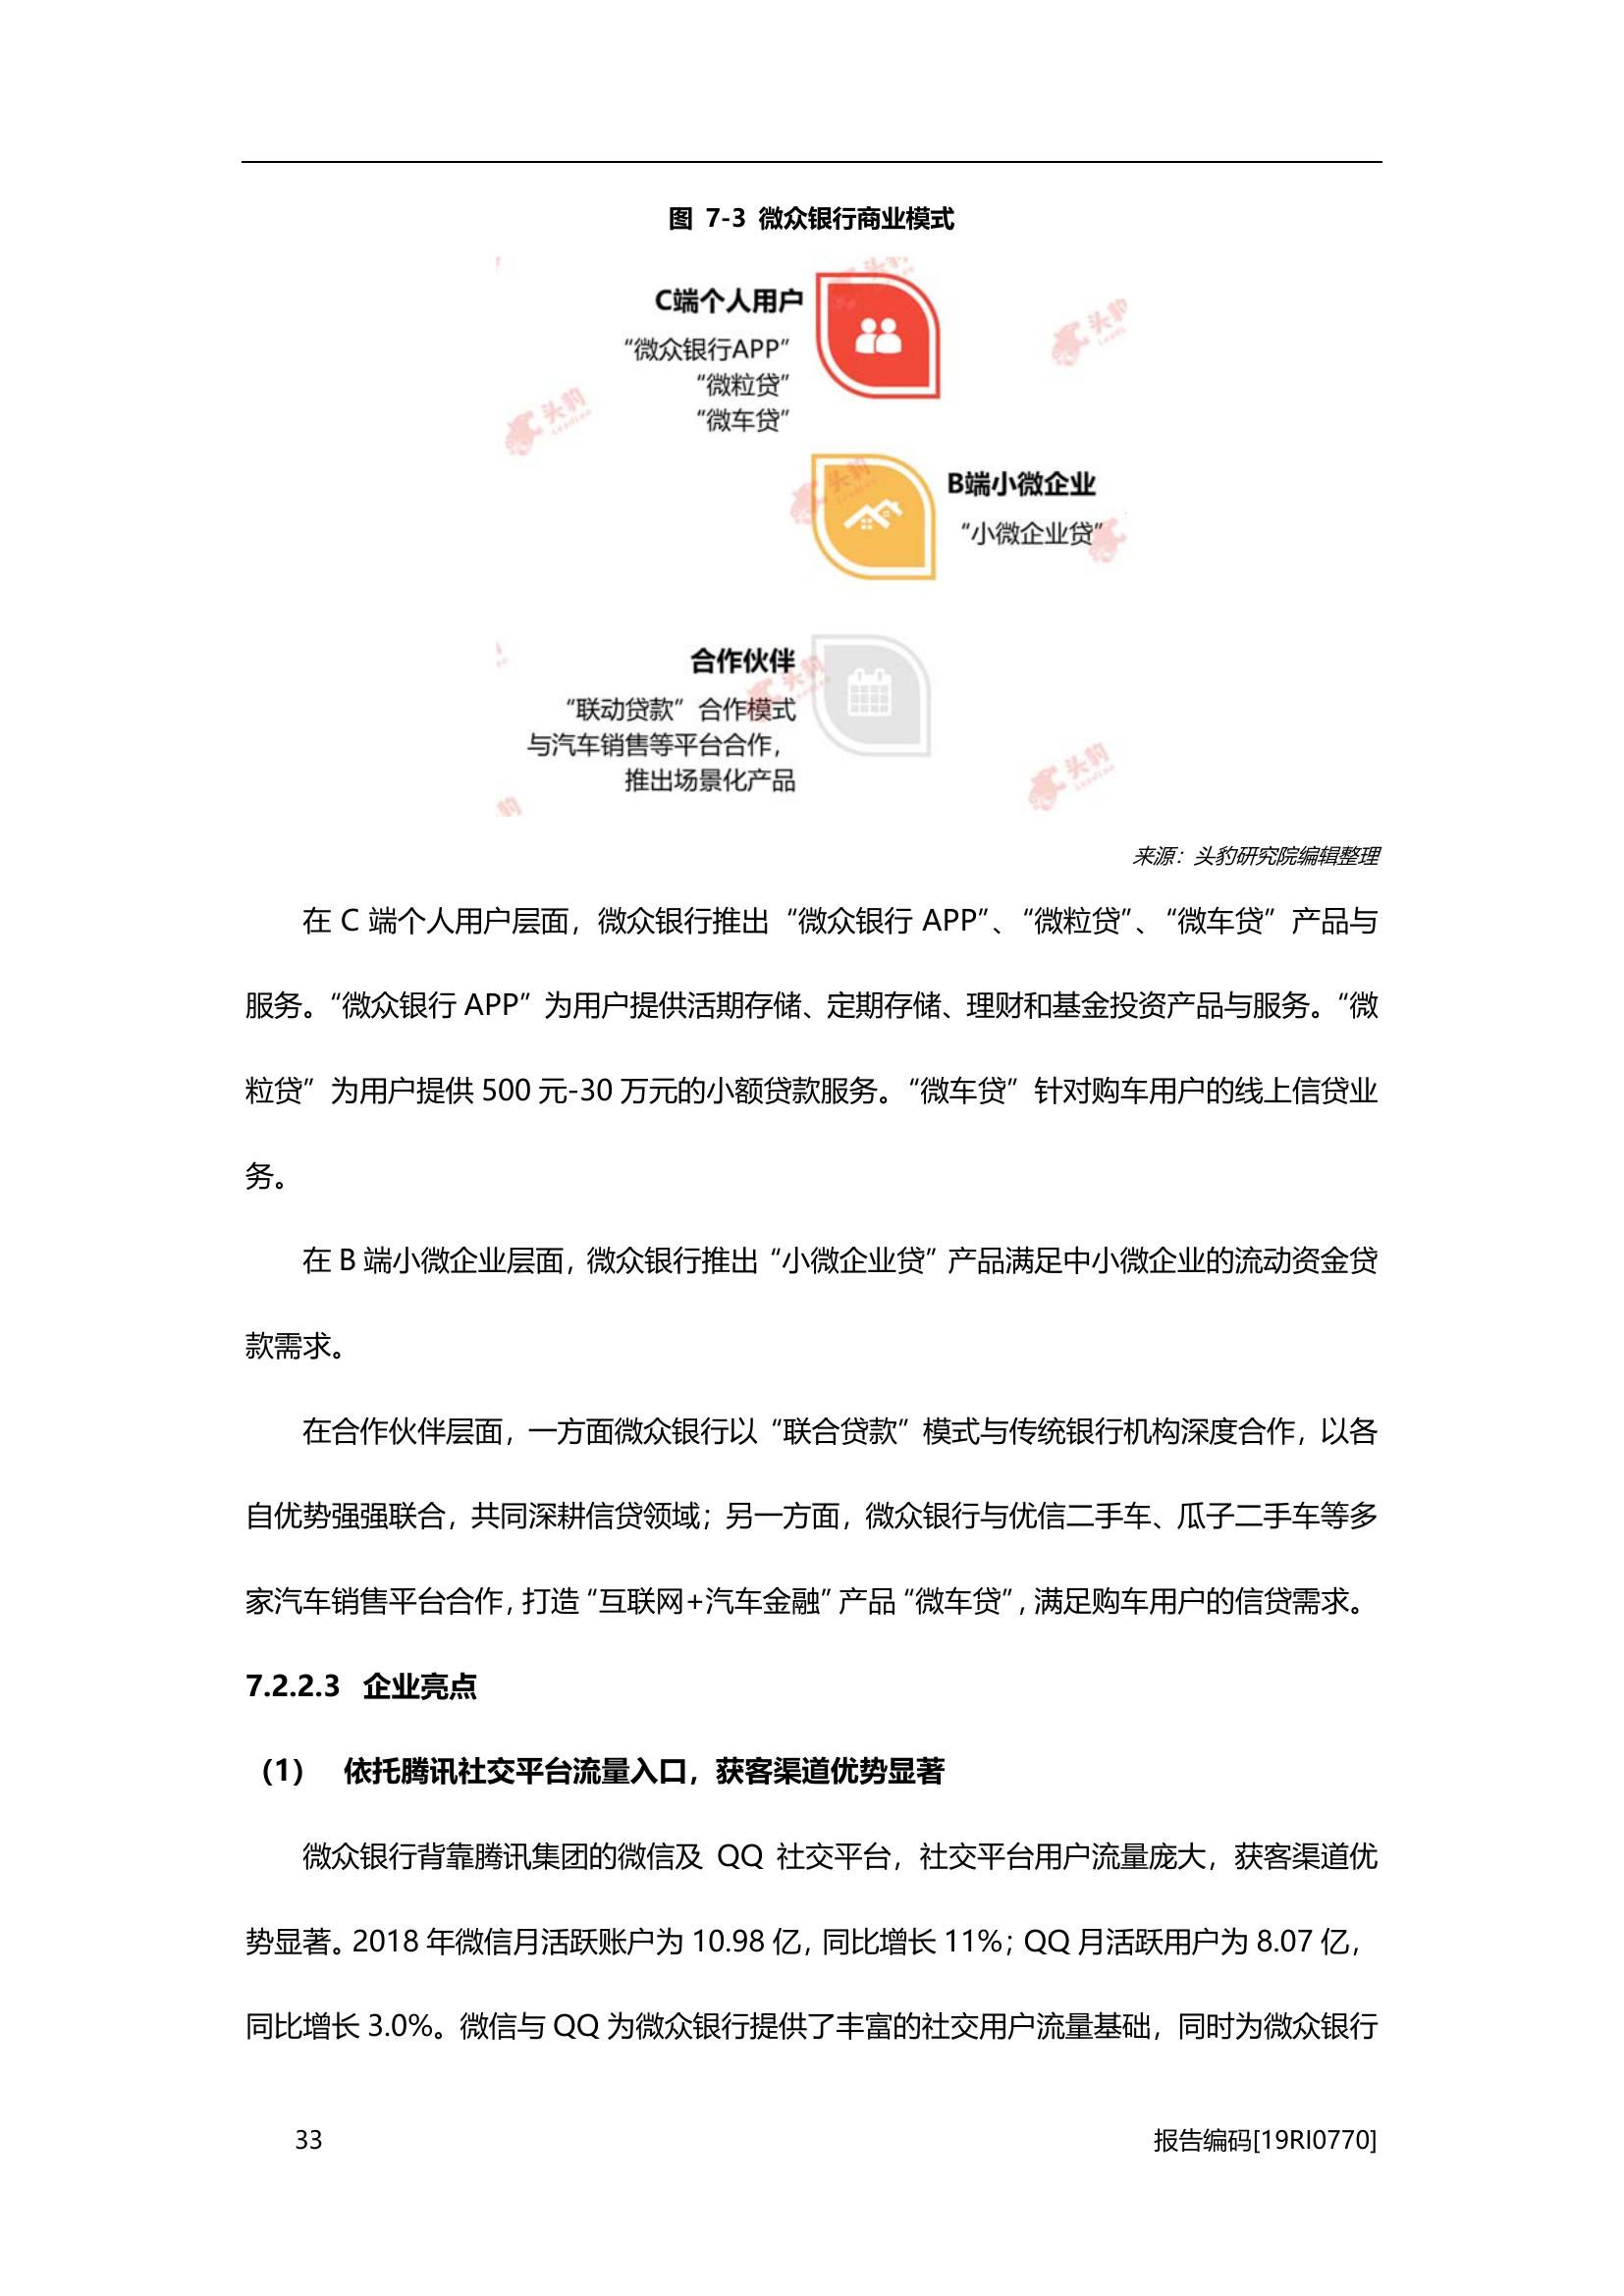 图 7-3 微众银行商业模式
C端个人用户
“微众银行APP”
“微粒贷”
“微车贷”
B端小微企业
“小微企业贷”
合作伙伴
“联动贷款”合作模式
与汽车销售等平台合作，
推出场景化产品
来源：头豹研究院编辑整理
在 C 端个人用户层面，微众银行推出“微众银行 APP”、“微粒贷”、“微车贷”产品与
服务。“微众银行 APP”为用户提供活期存储、定期存储、理财和基金投资产品与服务。“微
粒贷”为用户提供 500 元-30 万元的小额贷款服务。“微车贷”针对购车用户的线上信贷业
务。
在 B 端小微企业层面，微众银行推出“小微企业贷”产品满足中小微企业的流动资金贷
款需求。
在合作伙伴层面，一方面微众银行以“联合贷款”模式与传统银行机构深度合作，以各
自优势强强联合，共同深耕信贷领域；另一方面，微众银行与优信二手车、瓜子二手车等多
家汽车销售平台合作，打造“互联网+汽车金融”产品“微车贷”，满足购车用户的信贷需求。
7.2.2.3 企业亮点
（1） 依托腾讯社交平台流量入口，获客渠道优势显著
微众银行背靠腾讯集团的微信及 QQ 社交平台，社交平台用户流量庞大，获客渠道优
势显著。2018 年微信月活跃账户为 10.98 亿，同比增长 11%；QQ 月活跃用户为 8.07 亿，
同比增长 3.0%。微信与 QQ 为微众银行提供了丰富的社交用户流量基础，同时为微众银行
33
报告编码[19RI0770]